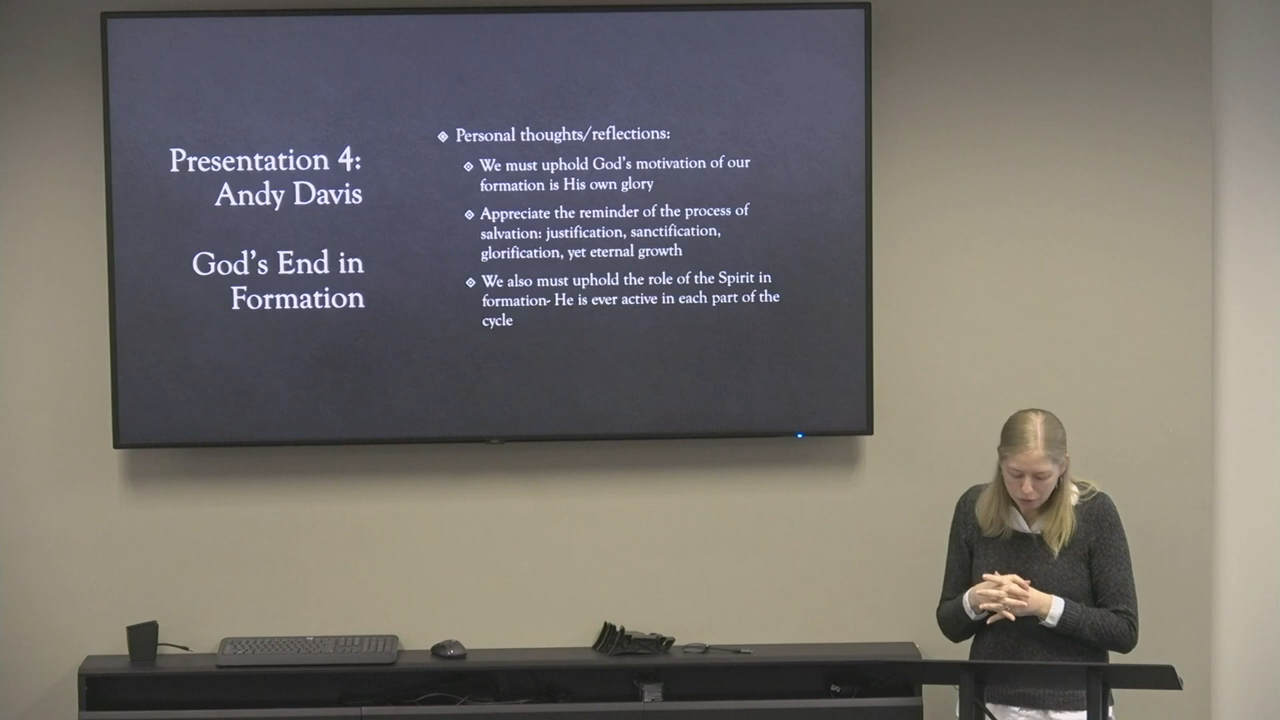 Presentation 4:
Andy Davis
God's End in
Formation
Personal thoughts/reflections:
We must uphold God's motivation of our
formation is His own glory
Appreciate the reminder of the process of
salvation: justification, sanctification,
glorification, yet eternal growth
We also must uphold the role of the Spirit in
formation- He is ever active in each part of the
cycle